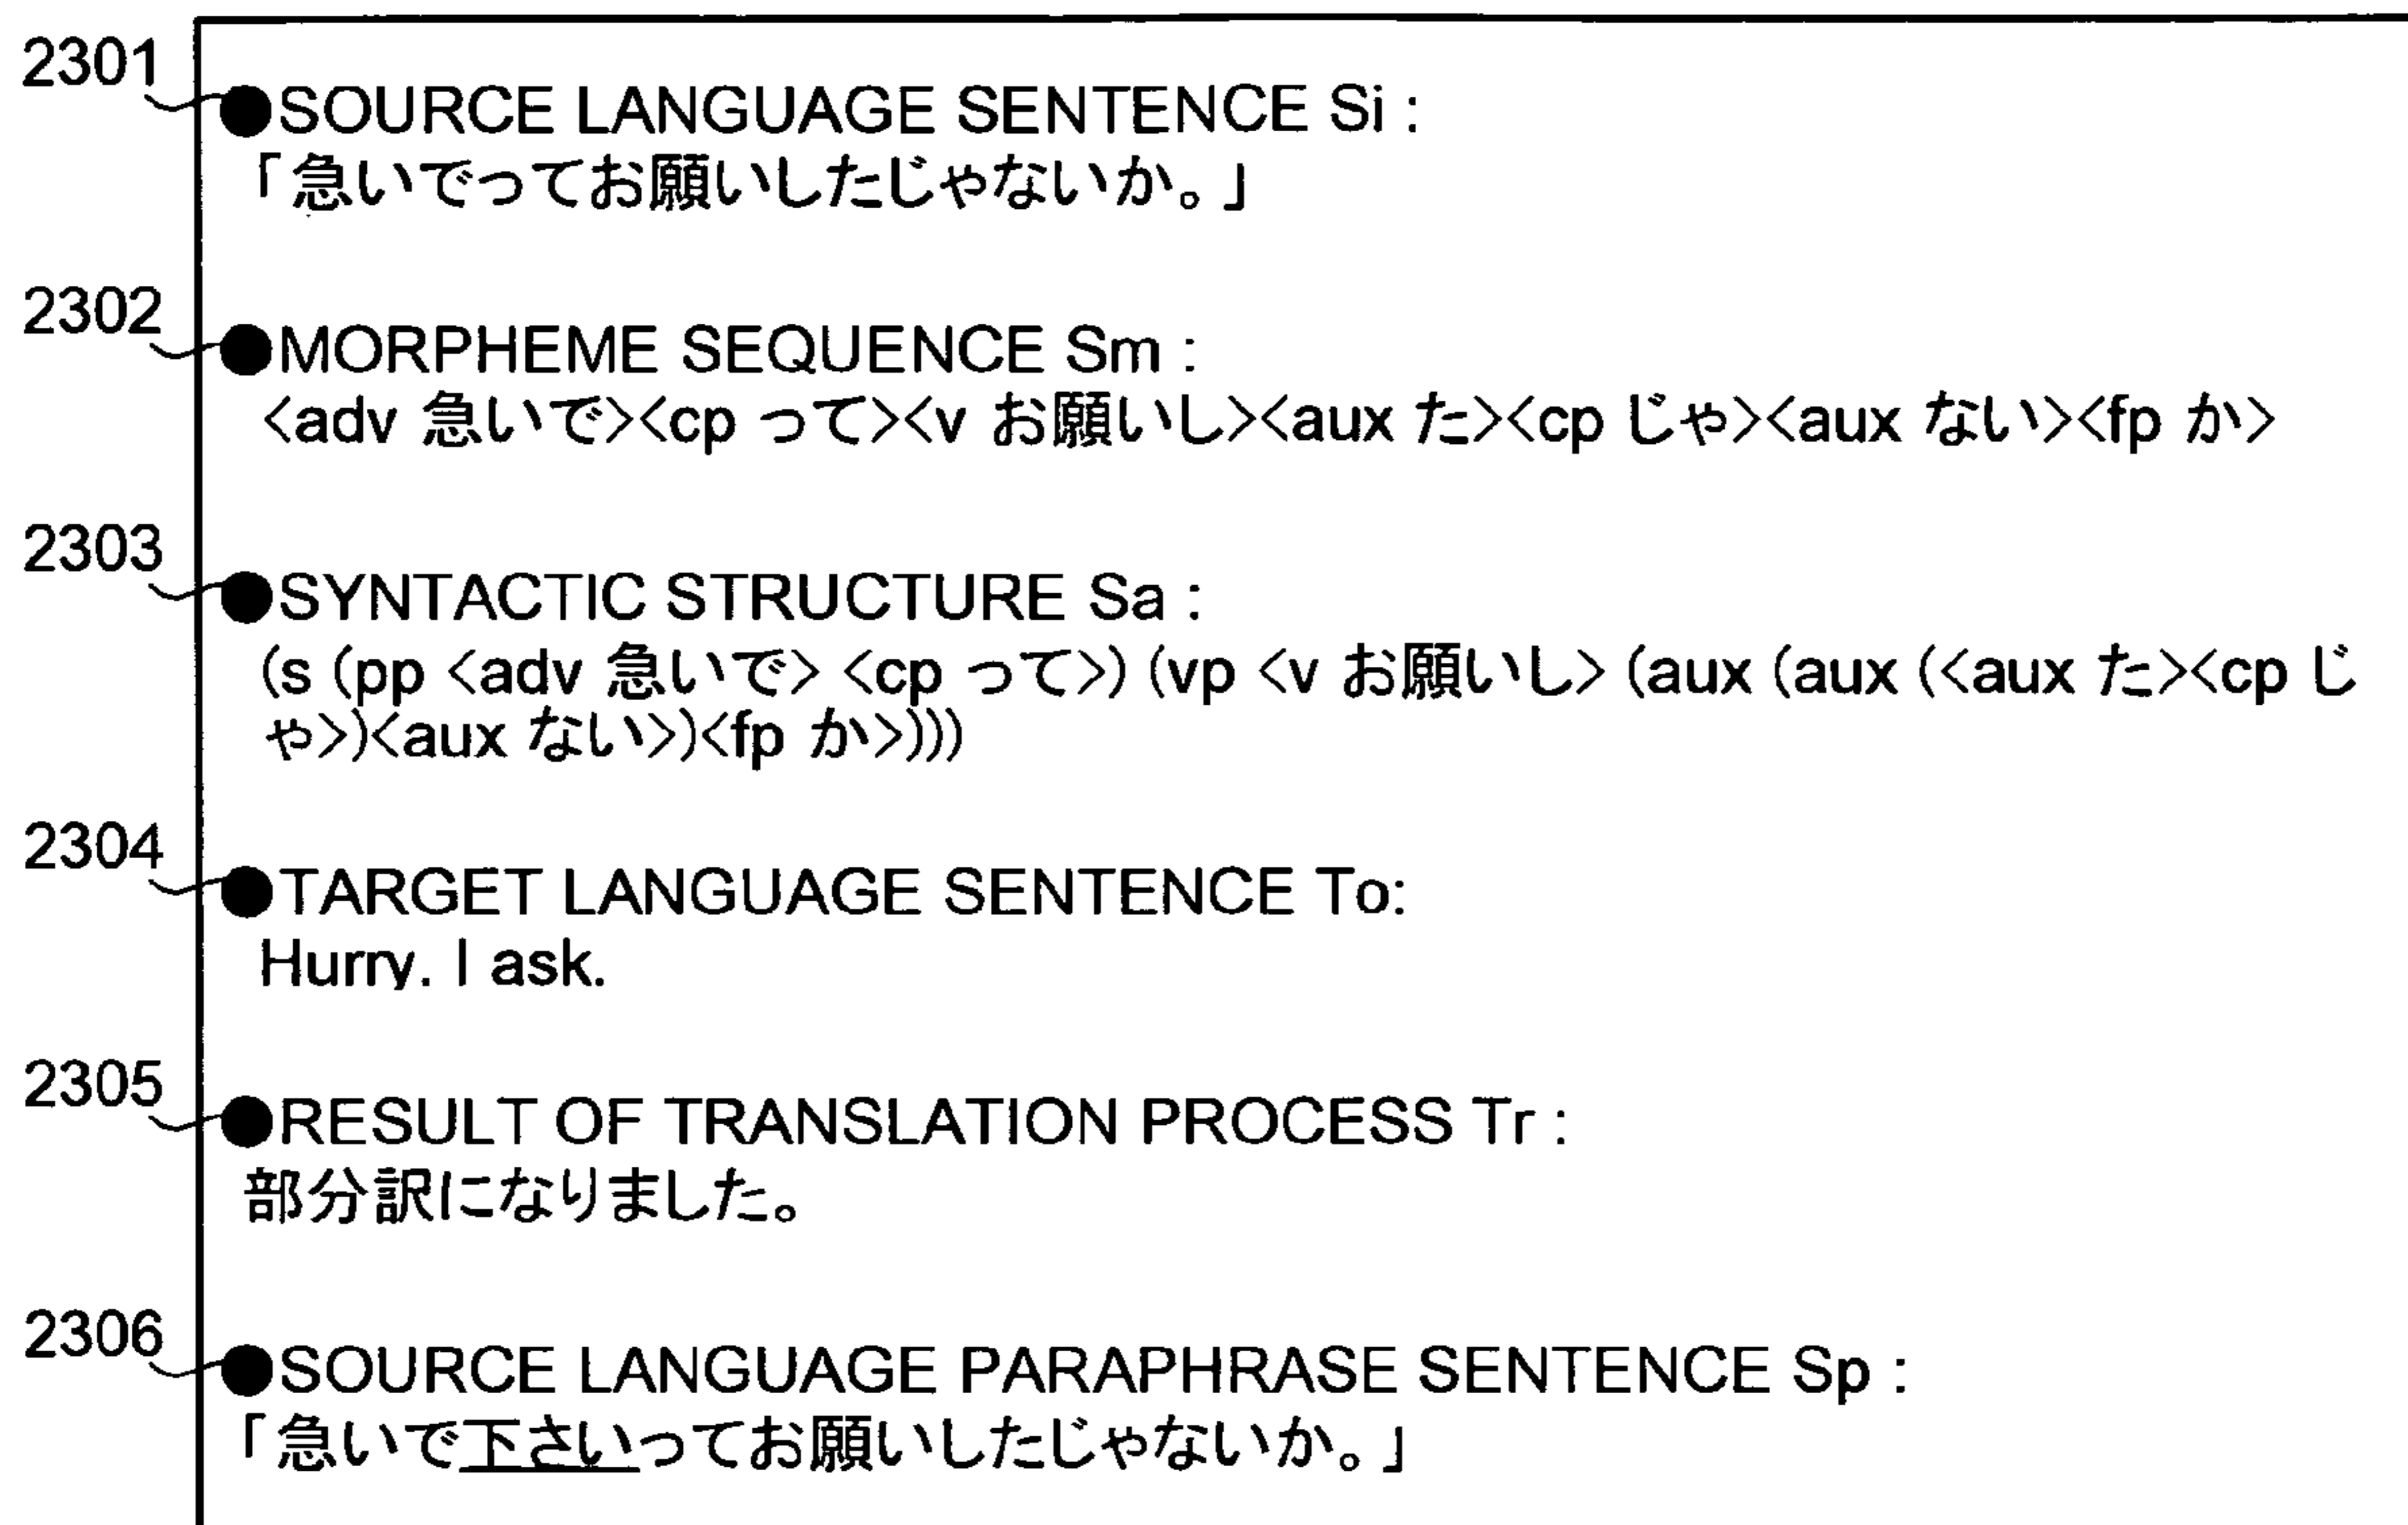 2301
●SOURCE LANGUAGE SENTENCE Si :
「急いでってお願いしたじゃないか。」
2302
●MORPHEME SEQUENCE Sm :
<adv 急いで><cp って><v お願いし><aux た><cp じゃ><aux ない><fp か>
2303
●SYNTACTIC STRUCTURE Sa :
(s (pp <adv 急いで> <cp って>) (vp <v お願いし> (aux (aux (<aux た><cp じ
ゃ>)<aux ない>)<fp か>))))
2304
●TARGET LANGUAGE SENTENCE To:
Hurry. I ask.
2305
●RESULT OF TRANSLATION PROCESS Tr :
部分訳になりました。
2306
●SOURCE LANGUAGE PARAPHRASE SENTENCE Sp :
「急いで下さいってお願いしたじゃないか。」